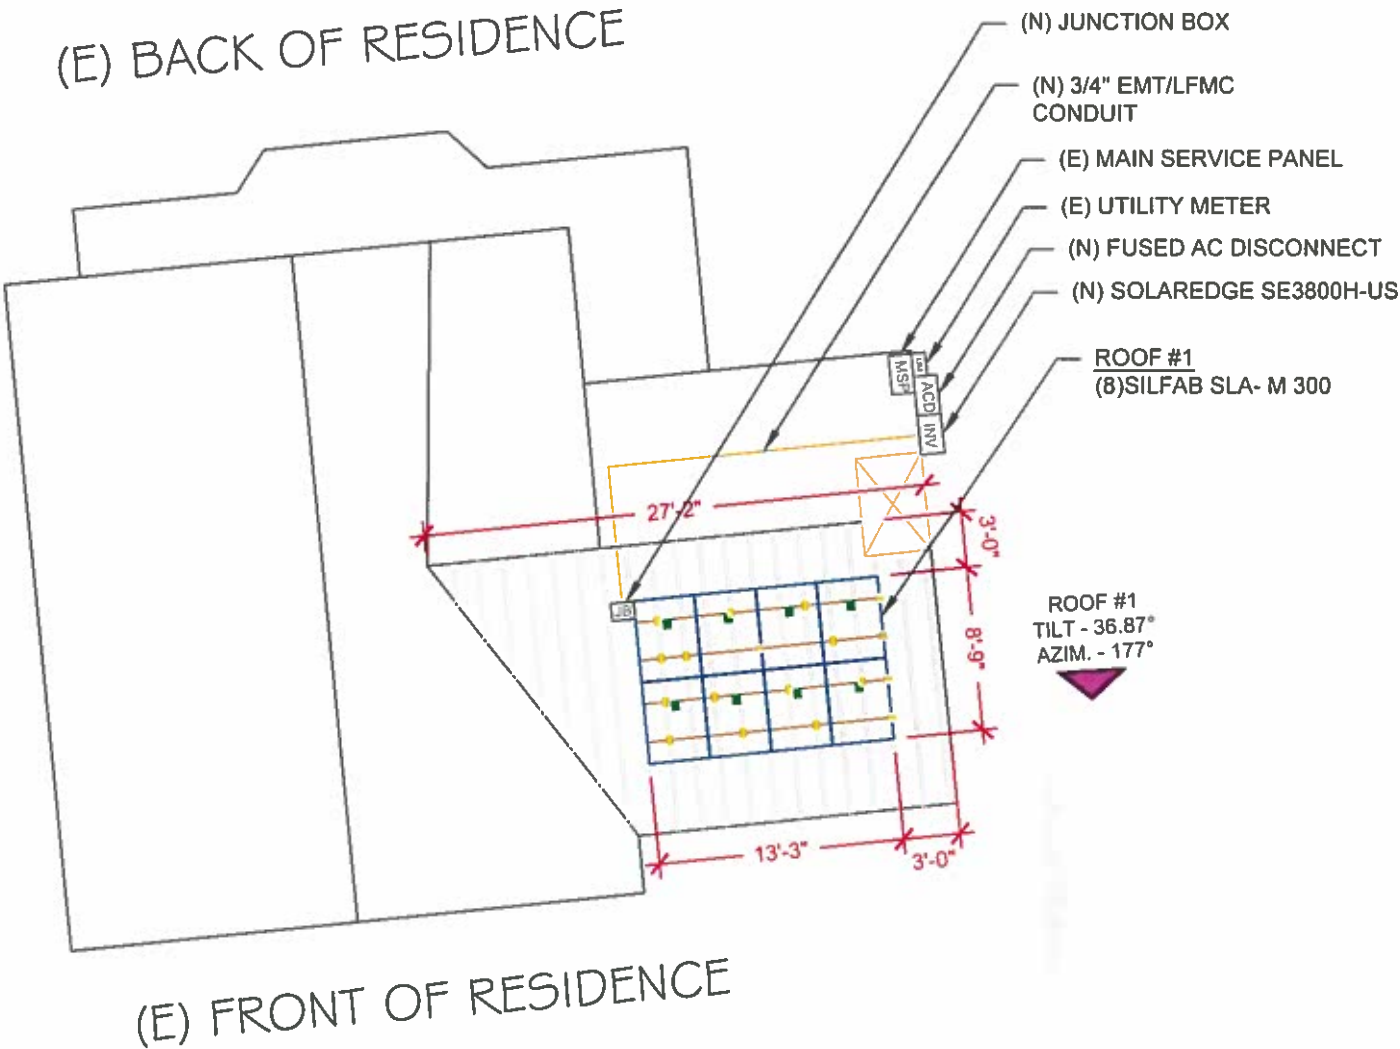 (E) BACK OF RESIDENCE
(N) JUNCTION BOX
(N) 3/4" EMT/LFMC
CONDUIT
(E) MAIN SERVICE PANEL
(E) UTILITY METER
(N) FUSED AC DISCONNECT
(N) SOLAREDGE SE3800H-US
ROOF #1
(8)SILFAB SLA- M 300
MSP
ACD
INV
27'-2"
3'-0"
JB
8'-9"
ROOF #1
TILT - 36.87°
AZIM. - 177°
13'-3"
3'-0"
(E) FRONT OF RESIDENCE